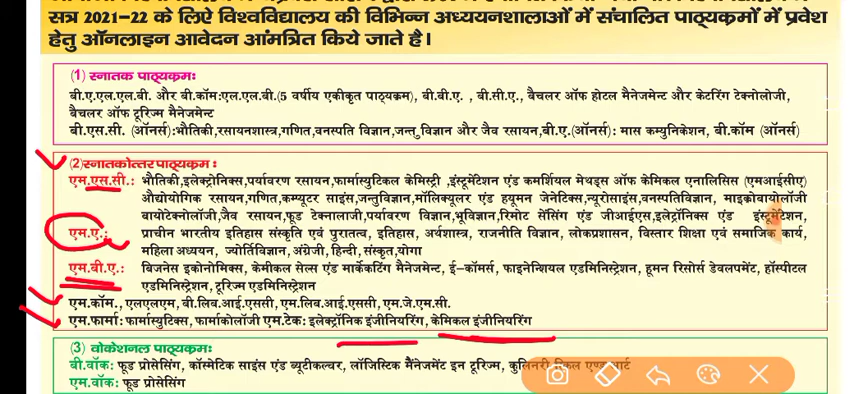 सत्र 2021-22 के लिऐ विश्वविद्यालय की विभिन्न अध्ययनशालाओं में संचालित पाठ्यक्रमों में प्रवेश
हेतु ऑनलाइन आवेदन आंमत्रित किये जाते है।
(1) स्नातक पाठ्यक्रमः
बी.ए.एल.एल.बी. और बी.कॉम:एल.एल.बी.(5 वर्षीय एकीकृत पाठ्यक्रम), बी.बी.ए. , बी.सी.ए., बैचलर ऑफ होटल मैनेजमेन्ट और केटरिंग टेक्नोलोजी,
बैचलर ऑफ टूरिज्म मैनेजमेन्ट
बी.एस.सी. (ऑनर्स):भौतिकी,रसायनशास्त्र,गणित,वनस्पति विज्ञान,जन्तु विज्ञान और जैव रसायन,बी.ए.(ऑनर्स): मास कम्युनिकेशन, बी.कॉम (ऑनर्स)
(2)स्नातकोत्तर पाठ्यक्रम :
एम.एस.सी.: भौतिकी,इलेक्ट्रोनिक्स,पर्यावरण रसायन,फार्मास्युटिकल केमिस्ट्री ,इंस्टूमेंटेशन एंड कमर्शियल मेथड्स ऑफ केमिकल एनालिसिस (एमआईसीए)
औद्योगिक रसायन,गणित,कम्प्यूटर साइंस,जन्तुविज्ञान,मॉलिक्यूलर एंड हयूमन जेनेटिक्स,न्यूरोसाइंस,वनस्पतिविज्ञान, माइक्रोबायोलॉजी
बायोटेक्नोलॉजी,जैव रसायन,फूड टेक्नालाजी,पर्यावरण विज्ञान,भूविज्ञान,रिमोट सेंसिंग एंड जीआईएस,इलेट्रॉनिक्स एंड इंस्टूमेंटेशन,
एम.ए.: प्राचीन भारतीय इतिहास संस्कृति एवं पुरातत्व, इतिहास, अर्थशास्त्र, राजनीति विज्ञान, लोकप्रशासन, विस्तार शिक्षा एवं समाजिक कार्य,
महिला अध्ययन, ज्योर्तिविज्ञान, अंग्रेजी, हिन्दी, संस्कृत,योगा
एम.बी.ए.: बिजनेस इकोनोमिक्स, केमीकल सेल्स एंड मार्केकटिंग मैनेजमेन्ट, ई-कॉमर्स, फाइनेन्शियल एडमिनिस्ट्रेशन, हूमन रिसोर्स डेवलपमेंट, हॉस्पीटल
एडमिनिस्ट्रेशन, टूरिज्म एडमिनिस्ट्रेशन
एम.कॉम., एलएलएम, बी.लिब.आई.एससी, एम.लिब.आई.एससी, एम.जे.एम.सी.
एम.फार्मा: फार्मास्युटिक्स, फार्माकोलॉजी एम.टेक: इलेक्ट्रॉनिक इंजीनियरिंग, केमिकल इंजीनियरिंग
(3) वोकेशनल पाठ्यक्रमः
बी.वॉक: फूड प्रोसेसिंग, कॉस्मेटिक साइंस एंड ब्यूटीकल्चर, लॉजिस्टिक मैनेजमेंट इन टूरिज्म, कुलिनरी
एम.वॉक: फूड प्रोसेसिंग